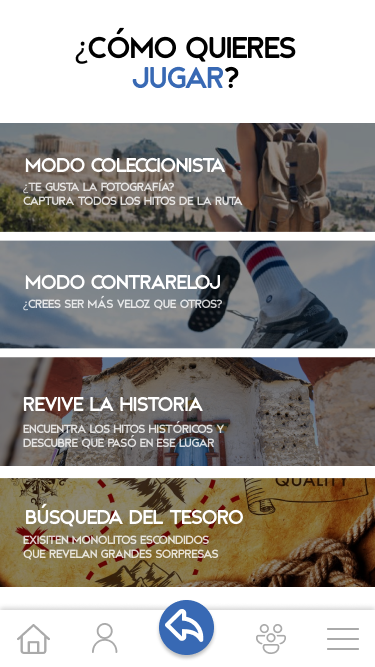 ¿CÓMO QUIERES
JUGAR?
MODO COLECCIONISTA
¿TE GUSTA LA FOTOGRAFÍA?
CAPTURA TODOS LOS HITOS DE LA RUTA
MODO CONTRARELOJ
¿CREES SER MÁS VELOZ QUE OTROS?
REVIVE LA HISTORIA
ENCUENTRA LOS HITOS HISTÓRICOS Y
DESCUBRE QUE PASÓ EN ESE LUGAR
QUALITY
BÚSQUEDA DEL TESORO
EXISITEN MONOLITOS ESCONDIDOS
QUE REVELAN GRANDES SORPRESAS